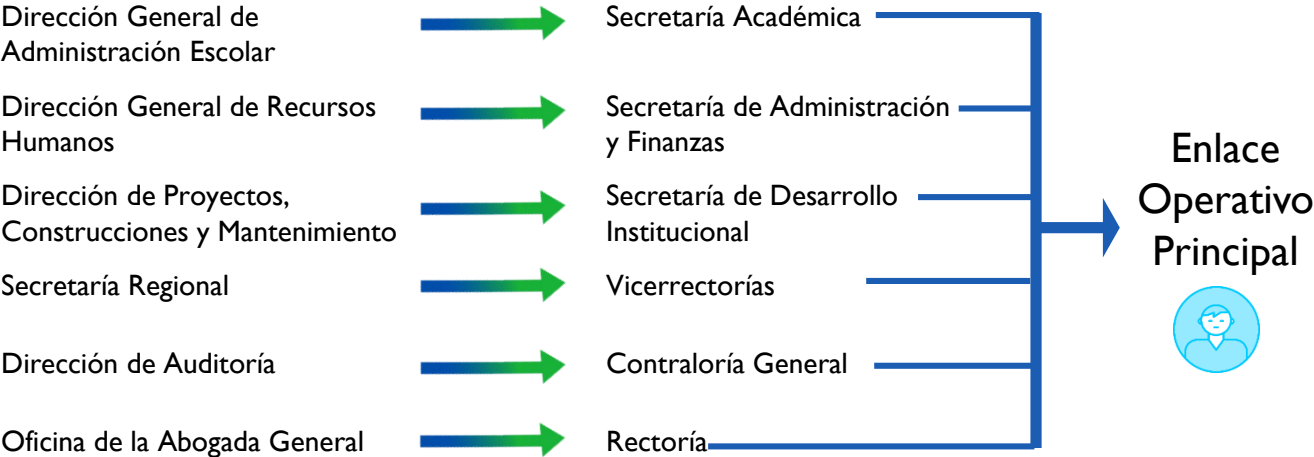 Dirección General de
Administración Escolar
Secretaría Académica
Dirección General de Recursos
Humanos
Secretaría de Administración
y Finanzas
Dirección de Proyectos,
Construcciones y Mantenimiento
Secretaría de Desarrollo
Institucional
Secretaría Regional
Vicerrectorías
Dirección de Auditoría
Contraloría General
Oficina de la Abogada General
Rectoría
Enlace
Operativo
Principal